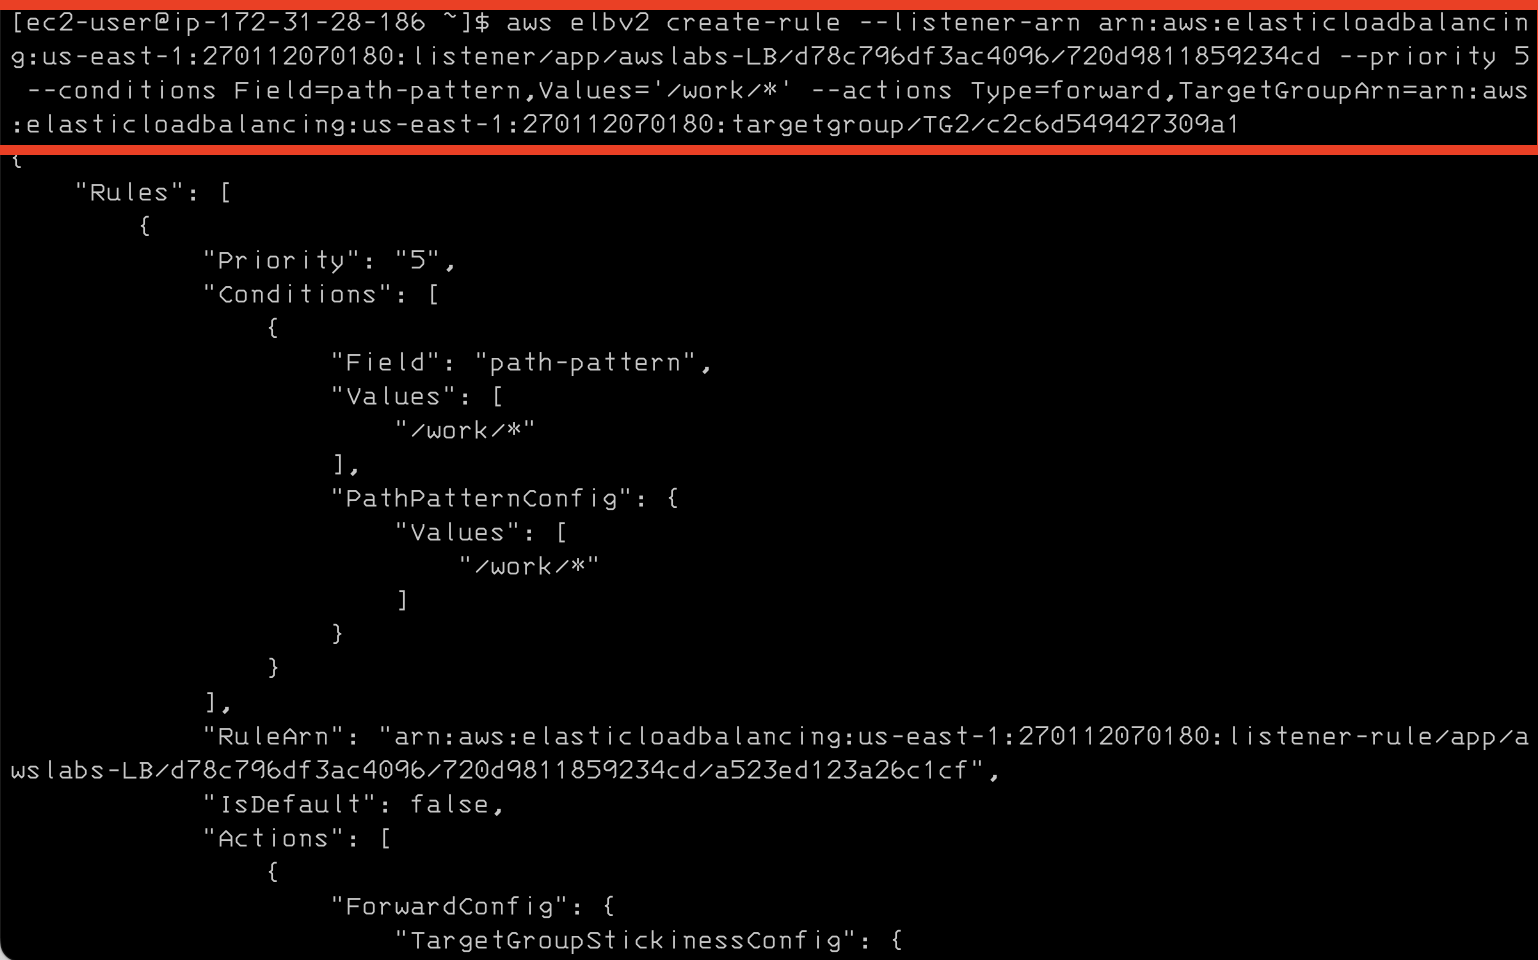 [ec2-user@ip-172-31-28-186 ~]$ aws elbv2 create-rule --listener-arn arn:aws:elasticloadbalancin
g:us-east-1:270112070180:listener/app/awslabs-LB/d78c796df3ac4096/720d9811859234cd --priority 5
 --conditions Field=path-pattern,Values='/work/*' --actions Type=forward,TargetGroupArn=arn:aws
:elasticloadbalancing:us-east-1:270112070180:targetgroup/TG2/c2c6d549427309a1
{
    "Rules": [
        {
            "Priority": "5",
            "Conditions": [
                {
                    "Field": "path-pattern",
                    "Values": [
                        "/work/*"
                    ],
                    "PathPatternConfig": {
                        "Values": [
                            "/work/*"
                        ]
                    }
                }
            ],
            "RuleArn": "arn:aws:elasticloadbalancing:us-east-1:270112070180:listener-rule/app/a
wslabs-LB/d78c796df3ac4096/720d9811859234cd/a523ed123a26c1cf",
            "IsDefault": false,
            "Actions": [
                {
                    "ForwardConfig": {
                        "TargetGroupStickinessConfig": {